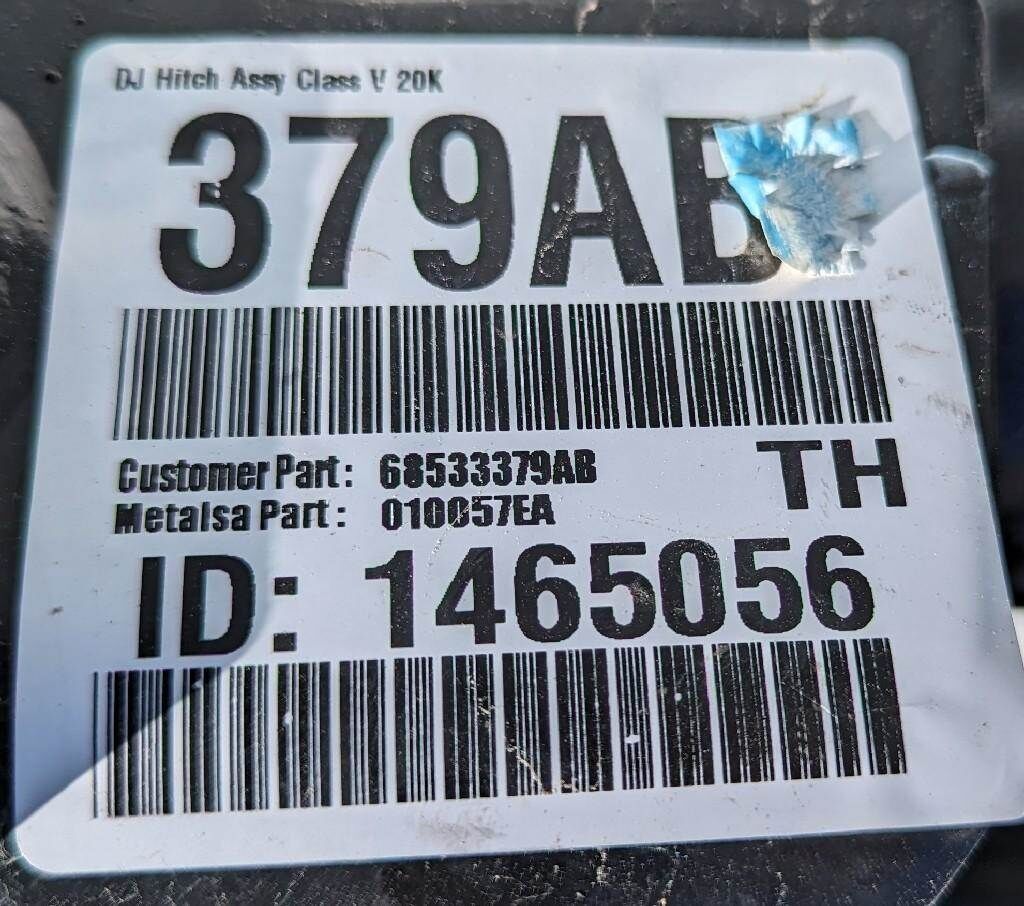 DJ Hitch Assy Class V 20K
379AB
Customer Part: 68533379AB
TH
Metalsa Part: 010057EA
ID: 1465056